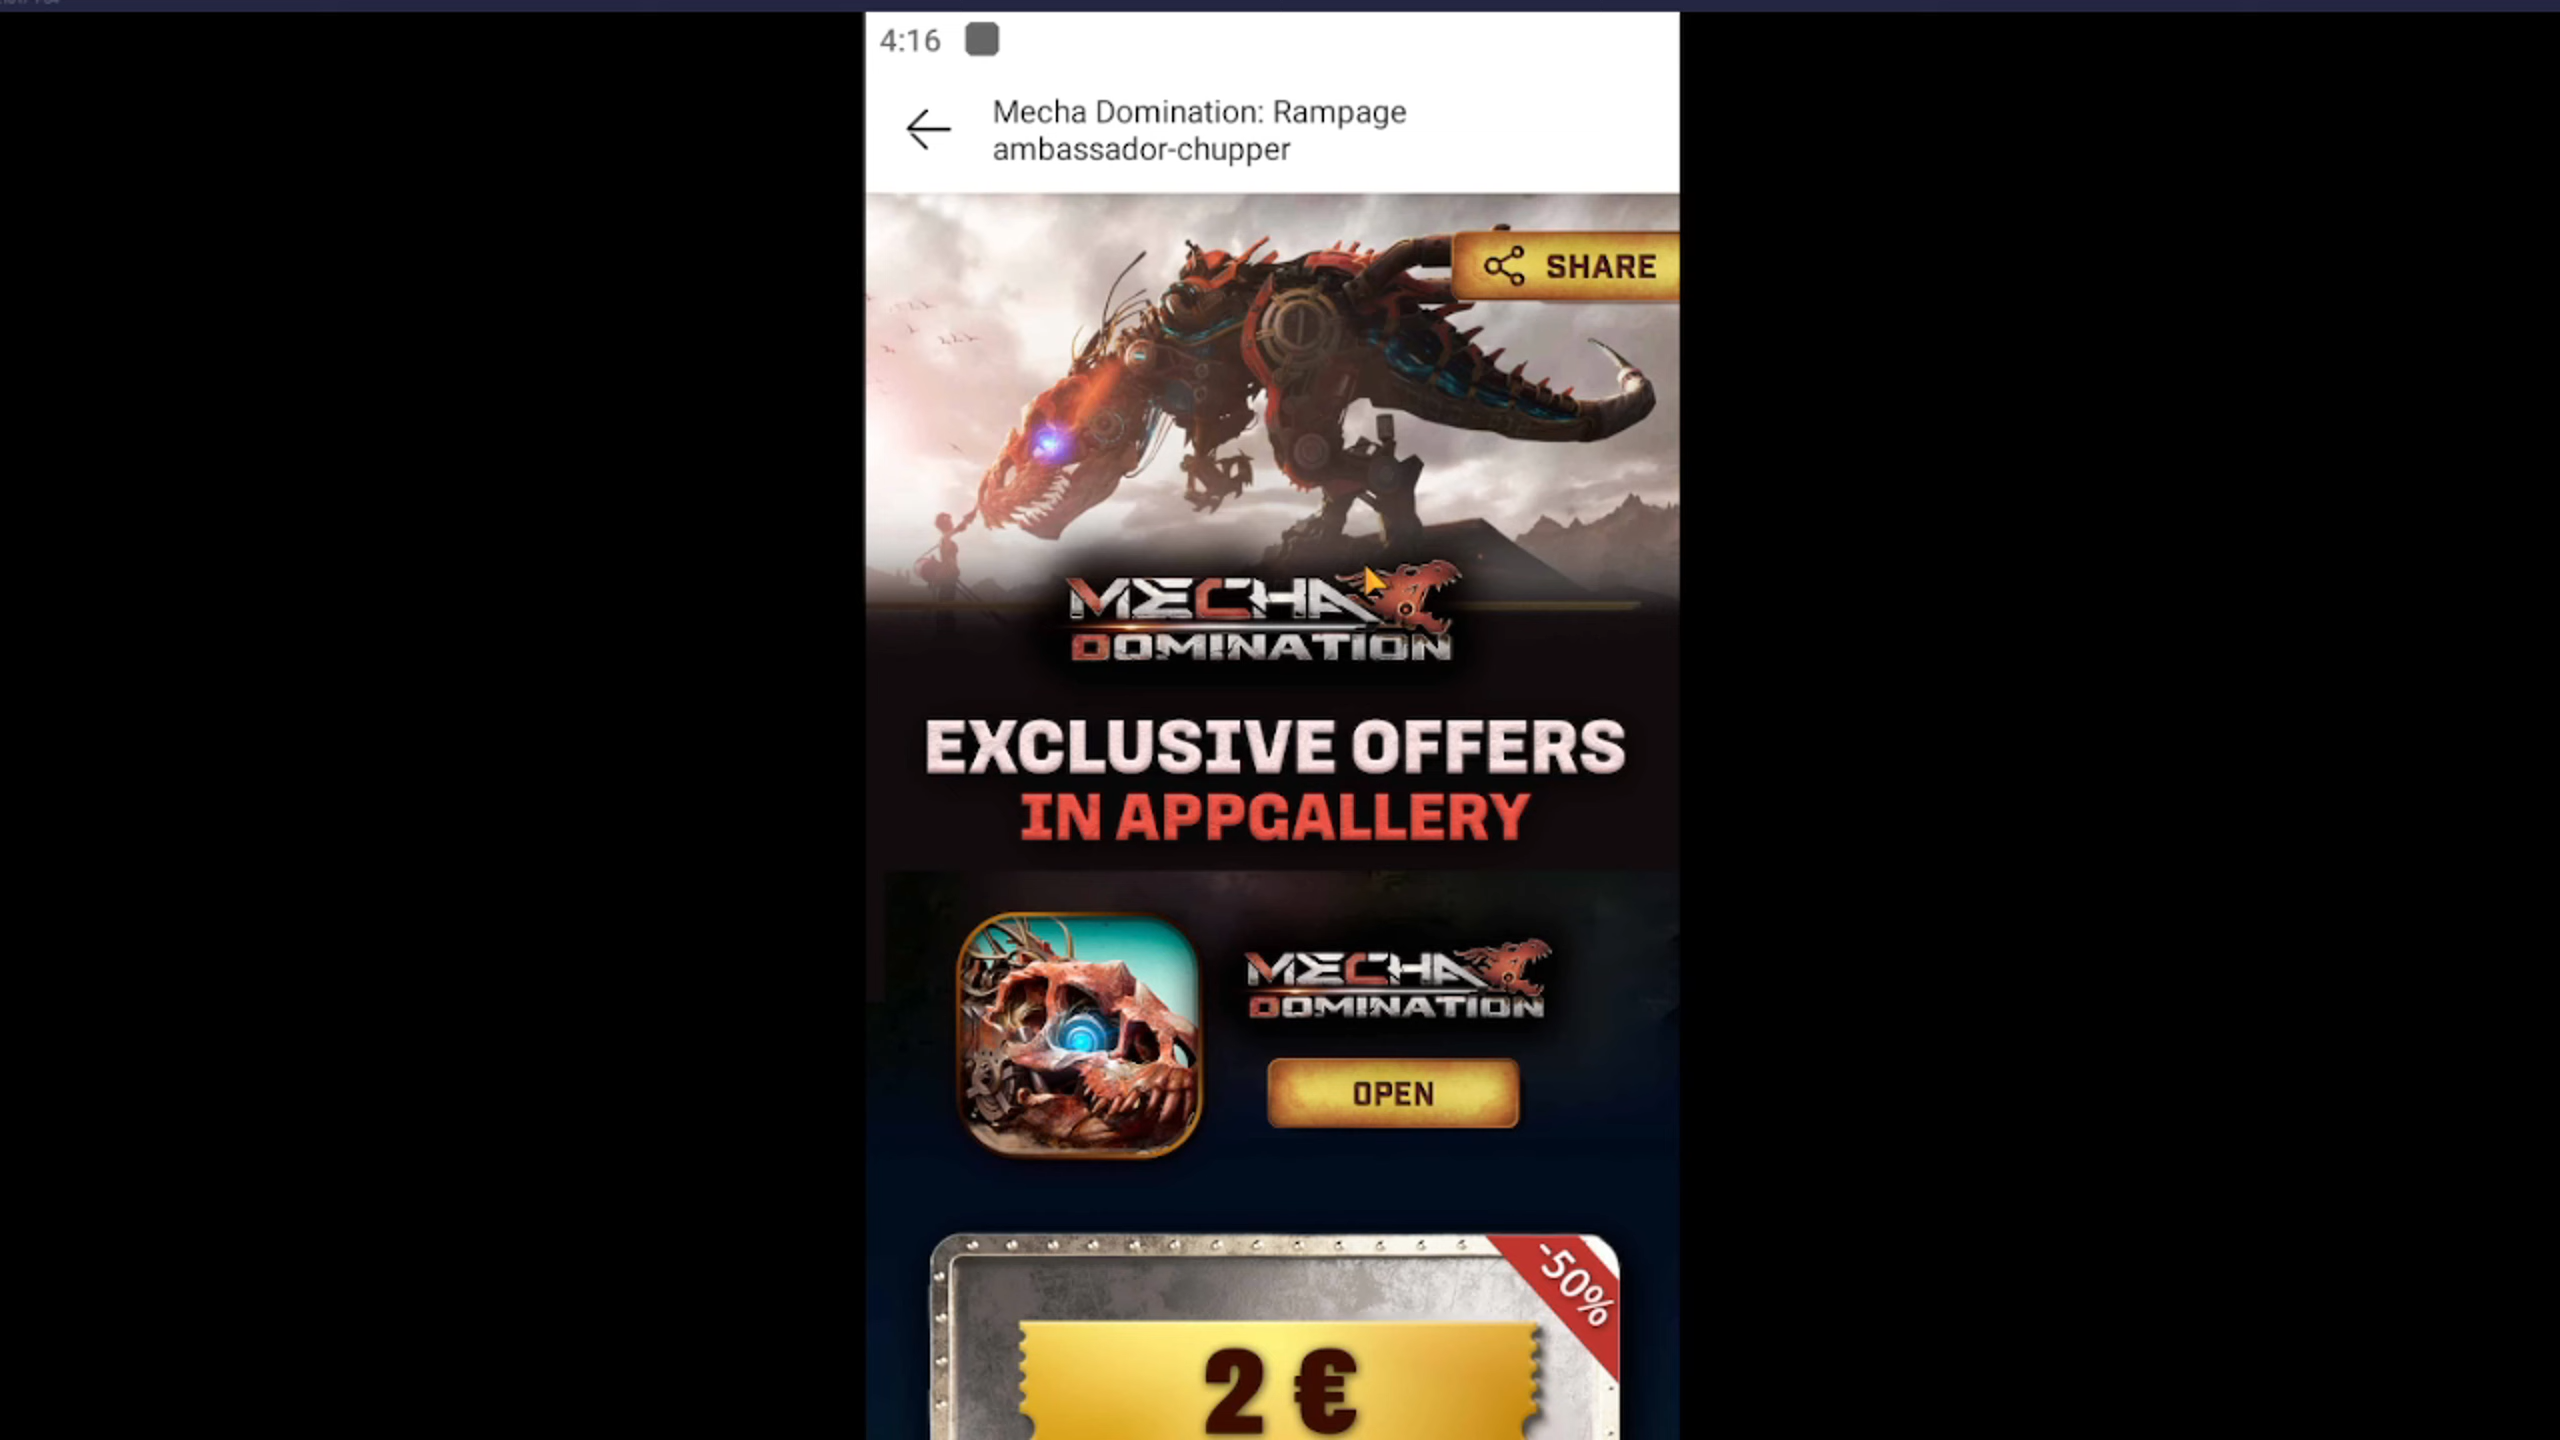 4:16
Mecha Domination: Rampage
ambassador-chupper
SHARE
MECHA
DOMINATION
EXCLUSIVE OFFERS
IN APPGALLERY
MECHA
DOMINATION
OPEN
-50%
2 €